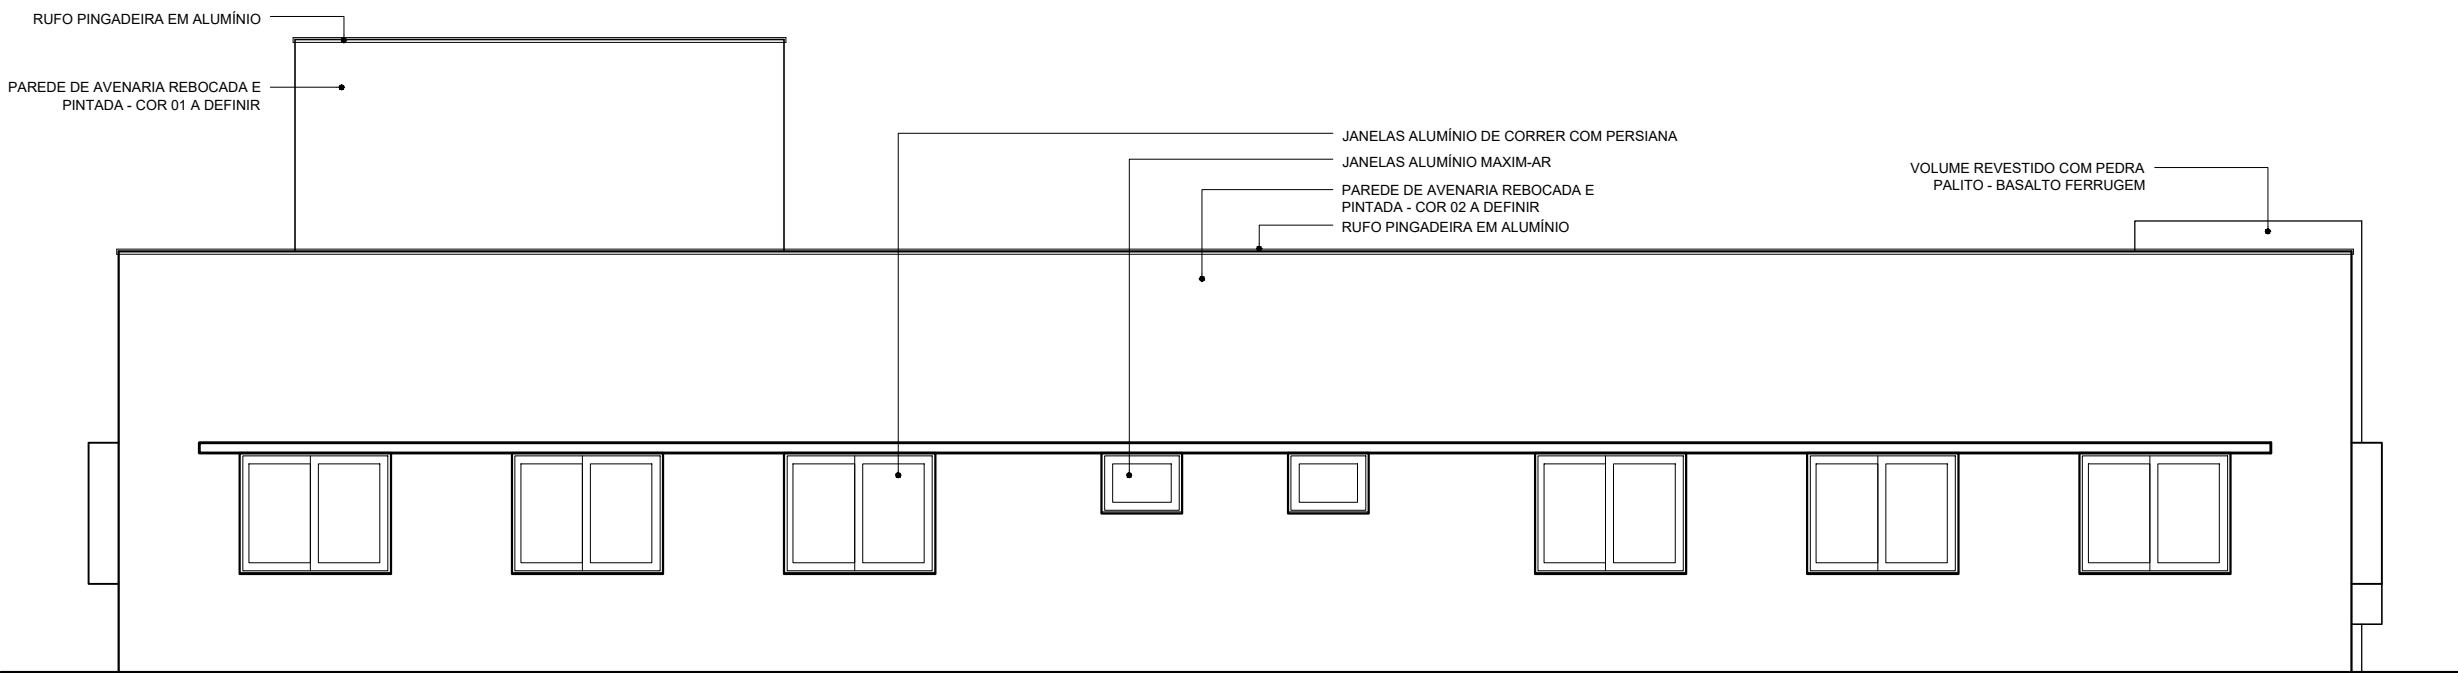 RUFO PINGADEIRA EM ALUMÍNIO
PAREDE DE AVENARIA REBOCADA E
PINTADA - COR 01 A DEFINIR
JANELAS ALUMÍNIO DE CORRER COM PERSIANA
JANELAS ALUMÍNIO MAXIM-AR
PAREDE DE AVENARIA REBOCADA E
PINTADA - COR 02 A DEFINIR
RUFO PINGADEIRA EM ALUMÍNIO
VOLUME REVESTIDO COM PEDRA
PALITO - BASALTO FERRUGEM